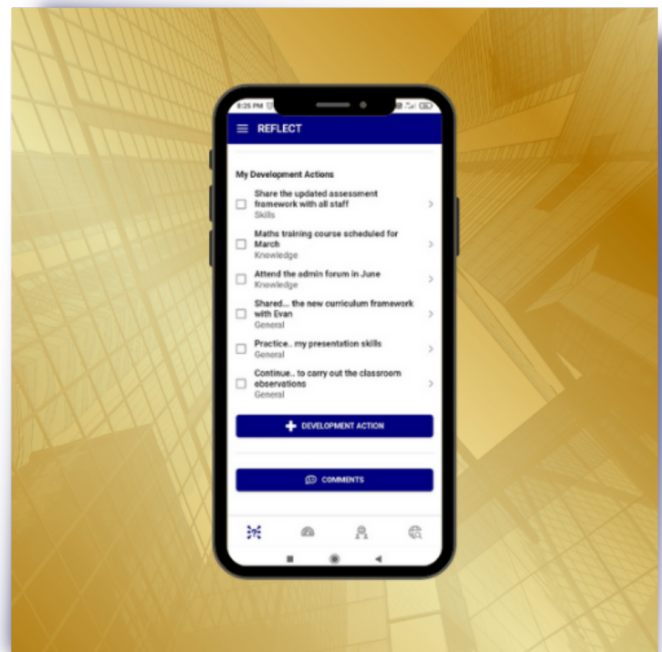 8:25 PM
REFLECT
My Development Actions
Share the updated assessment
framework with all staff
Skills
Maths training course scheduled for
March
Knowledge
Attend the admin forum in June
Knowledge
Shared... the new curriculum framework
with Evan
General
Practice.. my presentation skills
General
Continue.. to carry out the classroom
observations
General
DEVELOPMENT ACTION
COMMENTS